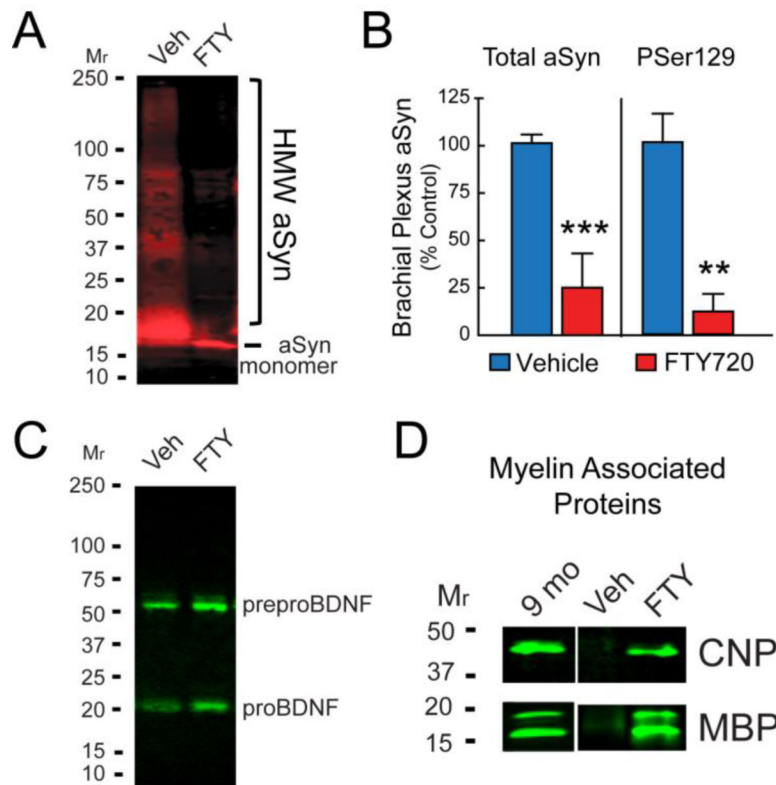 A
Veh FTY
Mr
250
100
75
50
37
25
20
15
10
HMW aSyn
aSyn
monomer
B
Total aSyn PSer129
Brachial Plexus aSyn
(% Control)
125
100
75
50
25
0
*** **
Vehicle FTY720
C
Veh FTY
Mr
250
100
75
50
37
25
20
15
10
preproBDNF
proBDNF
D
Myelin Associated
Proteins
9 mo Veh FTY
Mr
50
37
CNP
20
15
MBP